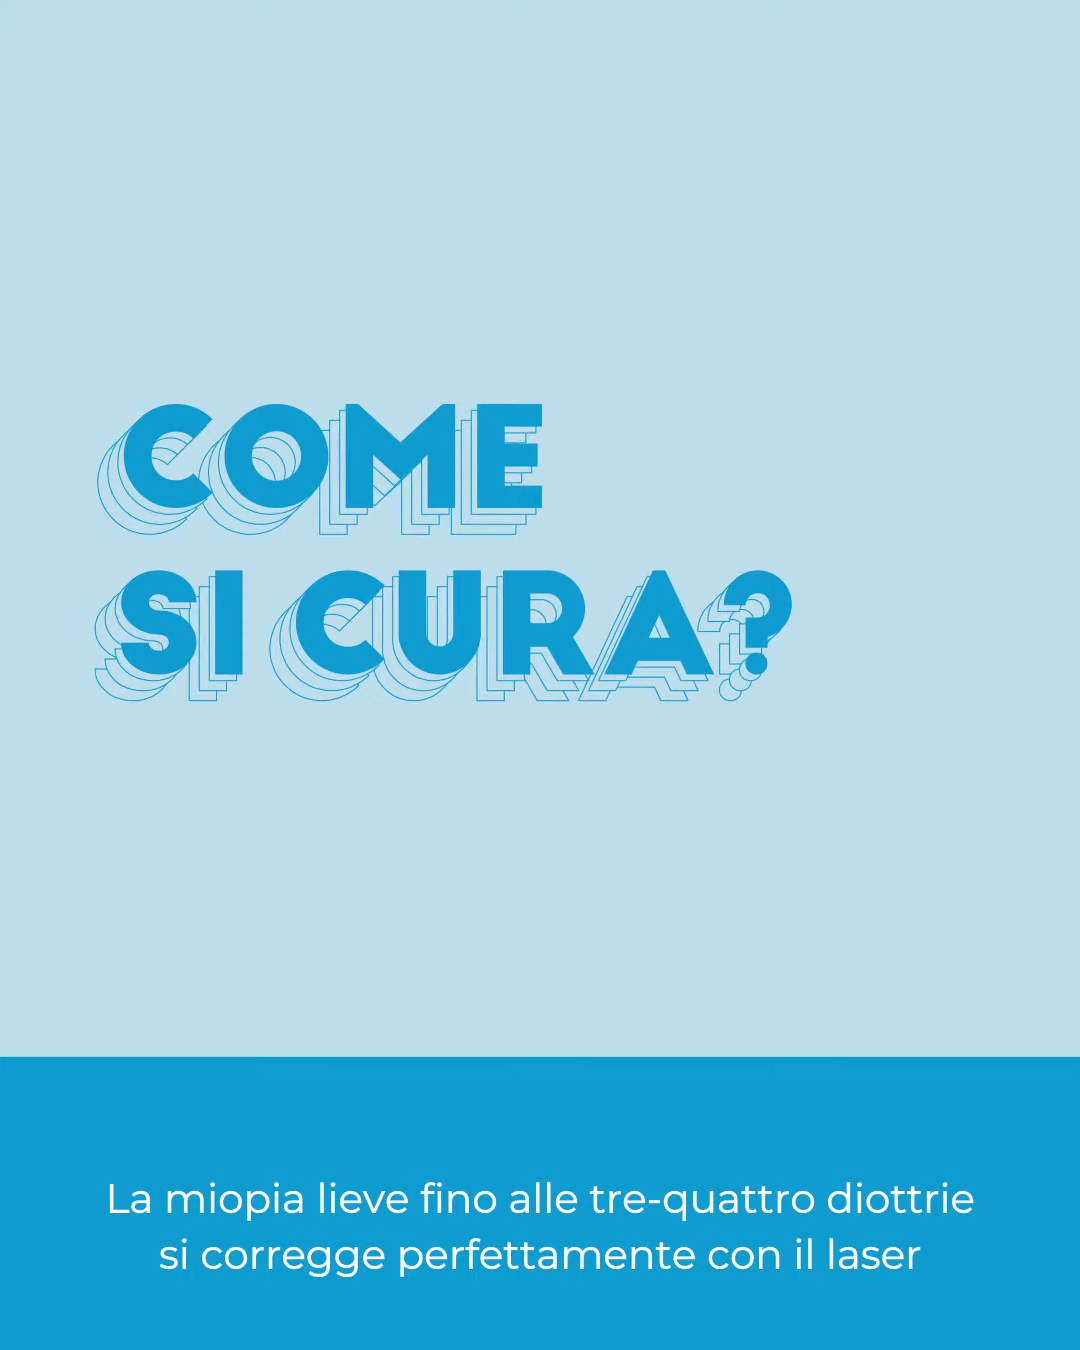 COME
SI CURA?
La miopia lieve fino alle tre-quattro diottrie
si corregge perfettamente con il laser